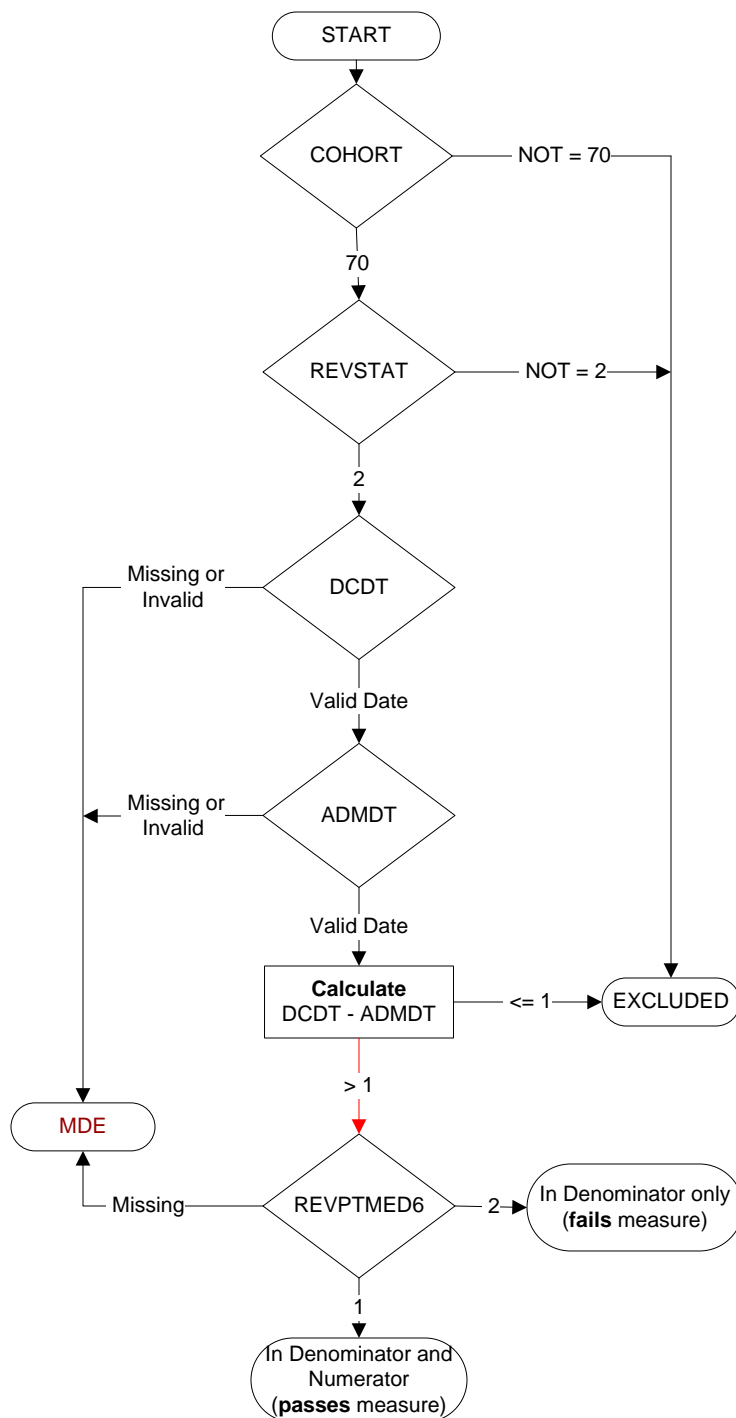 START
COHORT
NOT = 70
70
REVSTAT
NOT = 2
2
Missing or
Invalid
DCDT
Valid Date
Missing or
Invalid
ADMDT
Valid Date
Calculate
DCDT - ADMDT
<= 1
EXCLUDED
> 1
MDE
Missing
REVPTMED6
2
In Denominator only
(fails measure)
1
In Denominator and
Numerator
(passes measure)